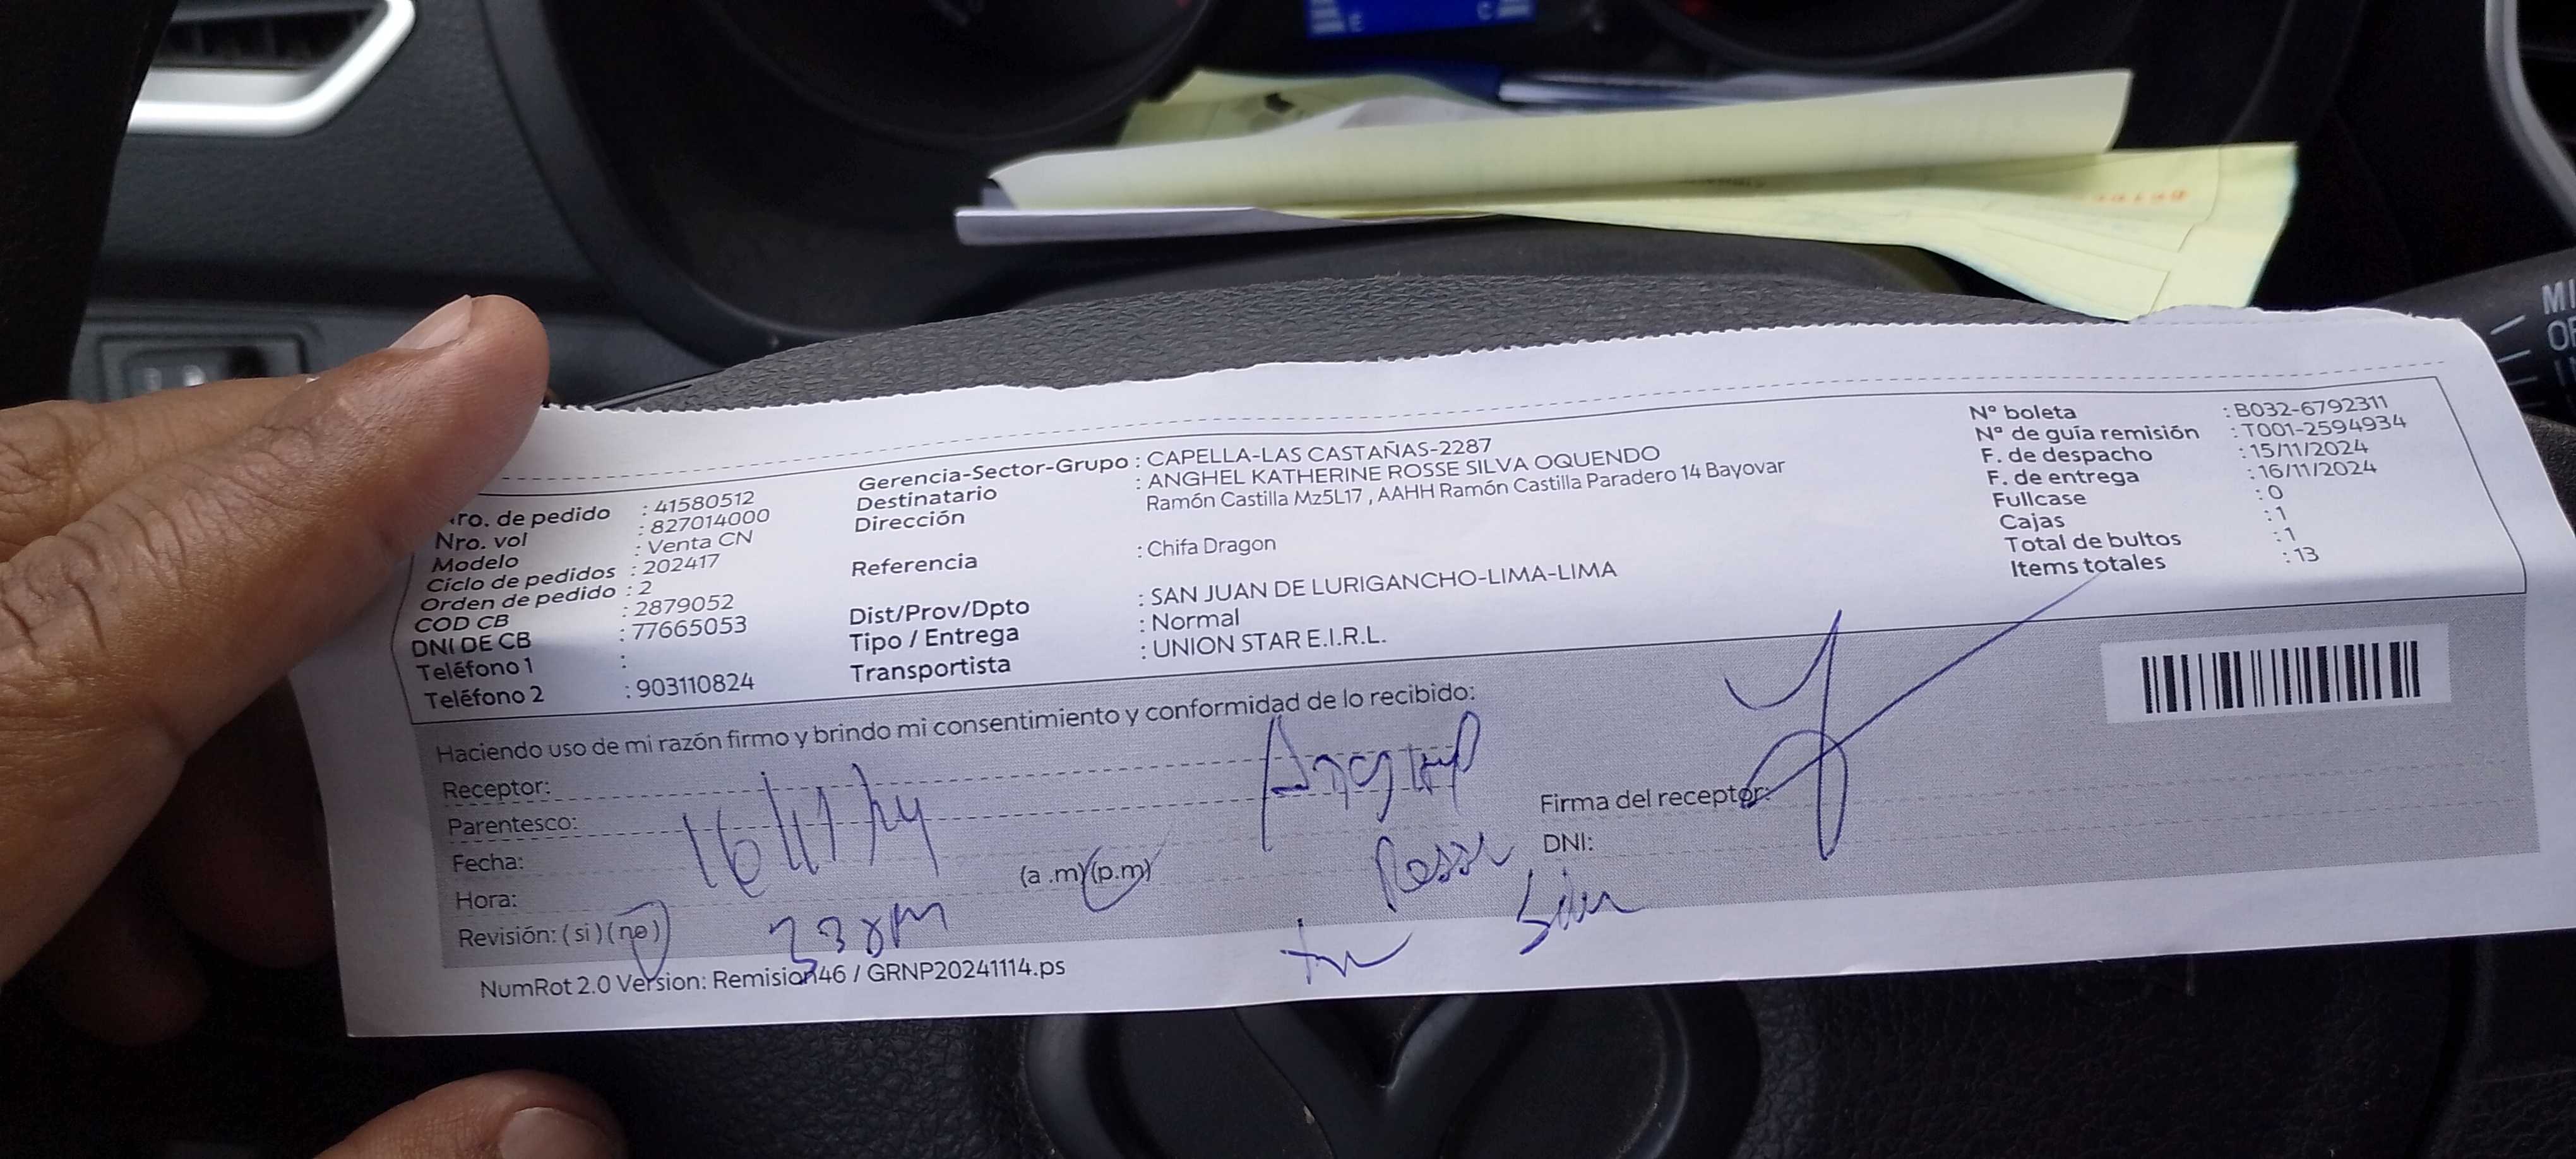 Nro. de pedido : 41580512
Nro. vol : 827014000
Modelo : Venta CN
Ciclo de pedidos : 202417
Orden de pedido : 2
COD CB : 2879052
DNI DE CB : 77665053
Teléfono 1 :
Teléfono 2 : 903110824
Gerencia-Sector-Grupo : CAPELLA-LAS CASTAÑAS-2287
Destinatario : ANGHEL KATHERINE ROSSE SILVA OQUENDO
Dirección Ramón Castilla Mz5L17 , AAHH Ramón Castilla Paradero 14 Bayovar
Referencia : Chifa Dragon
Dist/Prov/Dpto : SAN JUAN DE LURIGANCHO-LIMA-LIMA
Tipo / Entrega : Normal
Transportista : UNION STAR E.I.R.L.
Nº boleta : B032-6792311
Nº de guía remisión : T001-2594934
F. de despacho : 15/11/2024
F. de entrega : 16/11/2024
Fullcase : 0
Cajas : 1
Total de bultos : 1
Items totales : 13
Haciendo uso de mi razón firmo y brindo mi consentimiento y conformidad de lo recibido:
Receptor:
Parentesco:
Fecha: 16/11/24
Hora: (a .m)(p.m)
Revisión: (si) (no)
Rosse
Firma del receptor:
DNI:
NumRot 2.0 Version: Remision46 / GRNP20241114.ps